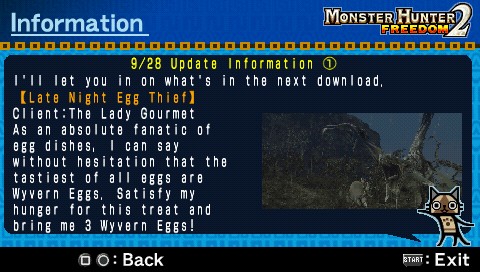 Information
MONSTER HUNTER
FREEDOM 2
9/28 Update Information ①
I'll let you in on what's in the next download,
【Late Night Egg Thief】
Client:The Lady Gourmet
As an absolute fanatic of
egg dishes, I can say
without hesitation that the
tastiest of all eggs are
Wyvern Eggs. Satisfy my
hunger for this treat and
bring me 3 Wyvern Eggs!
□○: Back
START: Exit